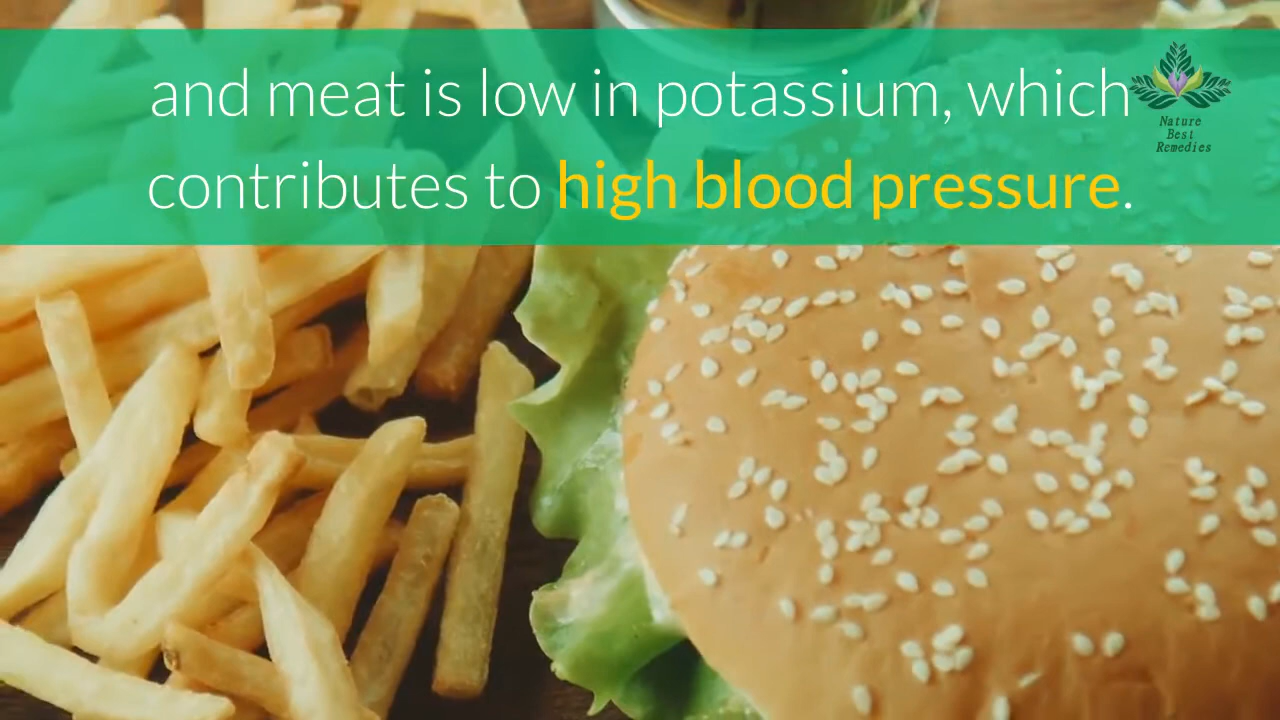 and meat is low in potassium, which
contributes to high blood pressure.
Nature
Best
Remedies